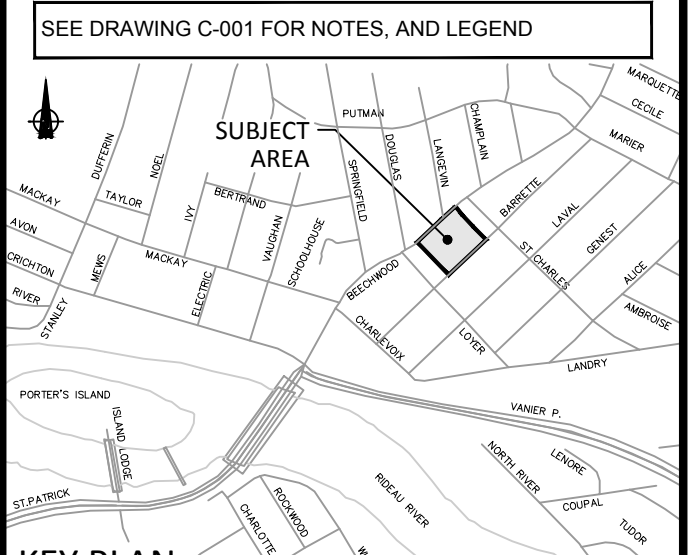 SEE DRAWING C-001 FOR NOTES, AND LEGEND
MARQUETTE
CECILE
MARIER
PUTMAN
CHAMPLAIN
SUBJECT
AREA
DOUGLAS
LANGEVIN
DUFFERIN
NOEL
SPRINGFIELD
BARRETTE
MACKAY
TAYLOR
IVY
BERTRAND
LAVAL
AVON
VAUGHAN
SCHOOLHOUSE
GENEST
ST.CHARLES
CRICHTON
MEWS
MACKAY
ELECTRIC
BEECHWOOD
ALICE
RIVER
STANLEY
AMBROISE
CHARLEVOIX
LOYER
LANDRY
PORTER'S ISLAND
ISLAND LODGE
VANIER P.
NORTH RIVER
LENORE
RIDEAU RIVER
ST.PATRICK
ROCKWOOD
COUPAL
CHARLOTTE
TUDOR
KEY PLAN